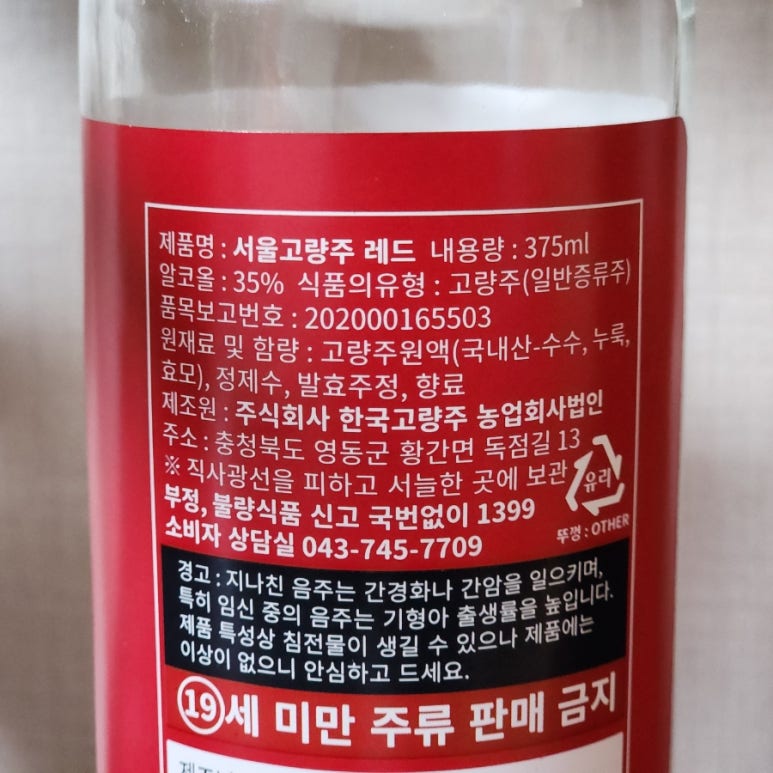 제품명 : 서울고량주 레드 내용량 : 375ml
알코올 : 35% 식품의유형 : 고량주(일반증류주)
품목보고번호 : 202000165503
원재료 및 함량 : 고량주원액(국내산-수수, 누룩,
효모), 정제수, 발효주정, 향료
제조원 : 주식회사 한국고량주 농업회사법인
주소 : 충청북도 영동군 황간면 독점길 13
※ 직사광선을 피하고 서늘한 곳에 보관
유리
부정, 불량식품 신고 국번없이 1399
뚜껑 : OTHER
소비자 상담실 043-745-7709
경고 : 지나친 음주는 간경화나 간암을 일으키며,
특히 임신 중의 음주는 기형아 출생률을 높입니다.
제품 특성상 침전물이 생길 수 있으나 제품에는
이상이 없으니 안심하고 드세요.
19세 미만 주류 판매 금지